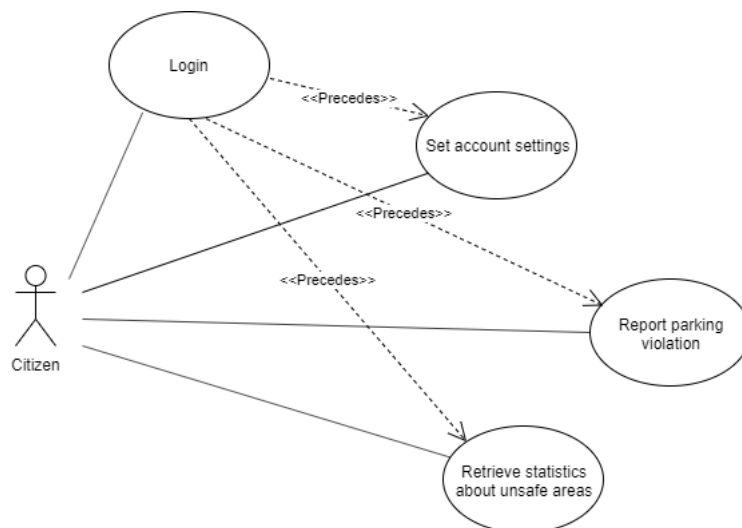 Login
<<Precedes>>
Set account settings
<<Precedes>>
<<Precedes>>
Report parking
violation
Citizen
Retrieve statistics
about unsafe areas